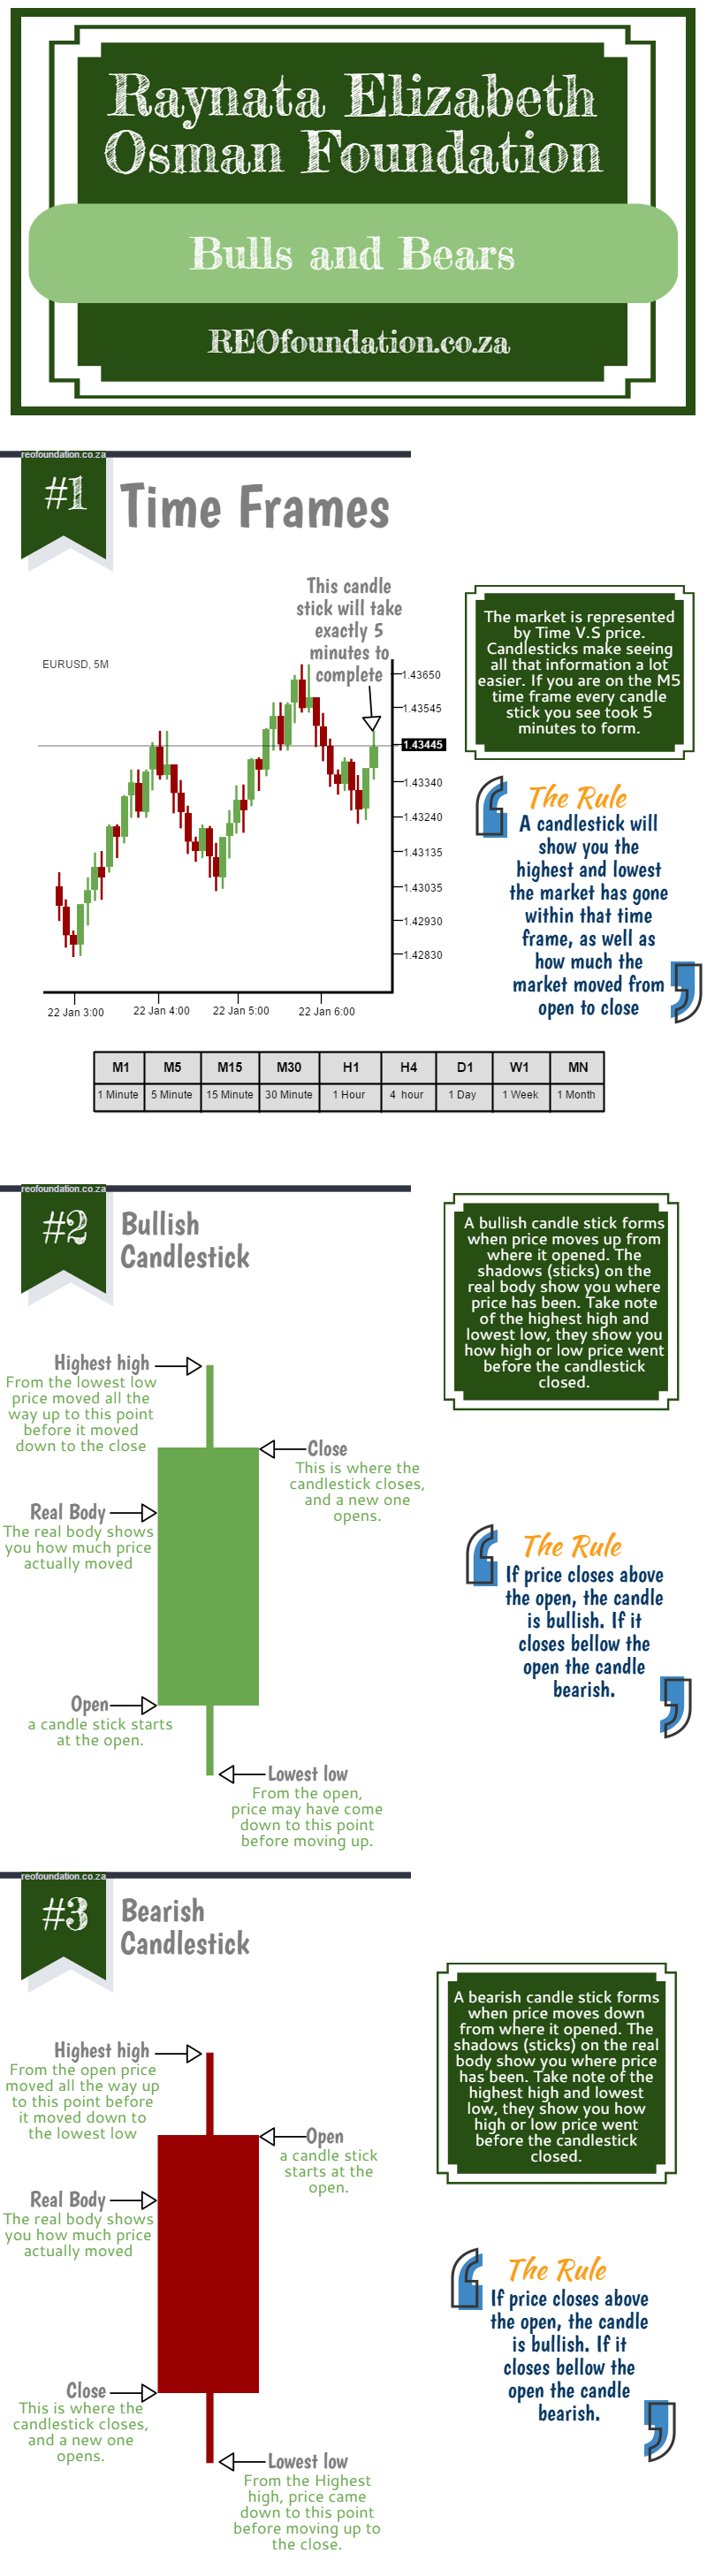 Raynata Elizabeth
Osman Foundation
Bulls and Bears
REOfoundation.co.za
reofoundation.co.za
#1
Time Frames
This candle
stick will take
exactly 5
minutes to
complete
EURUSD, 5M
1.43650
1.43545
1.43445
1.43340
1.43240
1.43135
1.43035
1.42930
1.42830
22 Jan 3:00
22 Jan 4:00
22 Jan 5:00
22 Jan 6:00
The market is represented
by Time V.S price.
Candlesticks make seeing
all that information a lot
easier. If you are on the M5
time frame every candle
stick you see took 5
minutes to form.
The Rule
A candlestick will
show you the
highest and lowest
the market has gone
within that time
frame, as well as
how much the
market moved from
open to close
M1 M5 M15 M30 H1 H4 D1 W1 MN
1 Minute 5 Minute 15 Minute 30 Minute 1 Hour 4 hour 1 Day 1 Week 1 Month
reofoundation.co.za
#2
Bullish
Candlestick
A bullish candle stick forms
when price moves up from
where it opened. The
shadows (sticks) on the
real body show you where
price has been. Take note
of the highest high and
lowest low, they show you
how high or low price went
before the candlestick
closed.
Highest high
From the lowest low
price moved all the
way up to this point
before it moved
down to the close
Close
This is where the
candlestick closes,
and a new one
opens.
Real Body
The real body shows
you how much price
actually moved
Open
a candle stick starts
at the open.
Lowest low
From the open,
price may have come
down to this point
before moving up.
The Rule
If price closes above
the open, the candle
is bullish. If it
closes bellow the
open the candle
bearish.
reofoundation.co.za
#3
Bearish
Candlestick
A bearish candle stick forms
when price moves down
from where it opened. The
shadows (sticks) on the real
body show you where price
has been. Take note of the
highest high and lowest
low, they show you how
high or low price went
before the candlestick
closed.
Highest high
From the open price
moved all the way up
to this point before
it moved down to
the lowest low
Open
a candle stick
starts at the
open.
Real Body
The real body shows
you how much price
actually moved
Close
This is where the
candlestick closes,
and a new one
opens.
Lowest low
From the Highest
high, price came
down to this point
before moving up to
the close.
The Rule
If price closes above
the open, the candle
is bullish. If it
closes bellow the
open the candle
bearish.